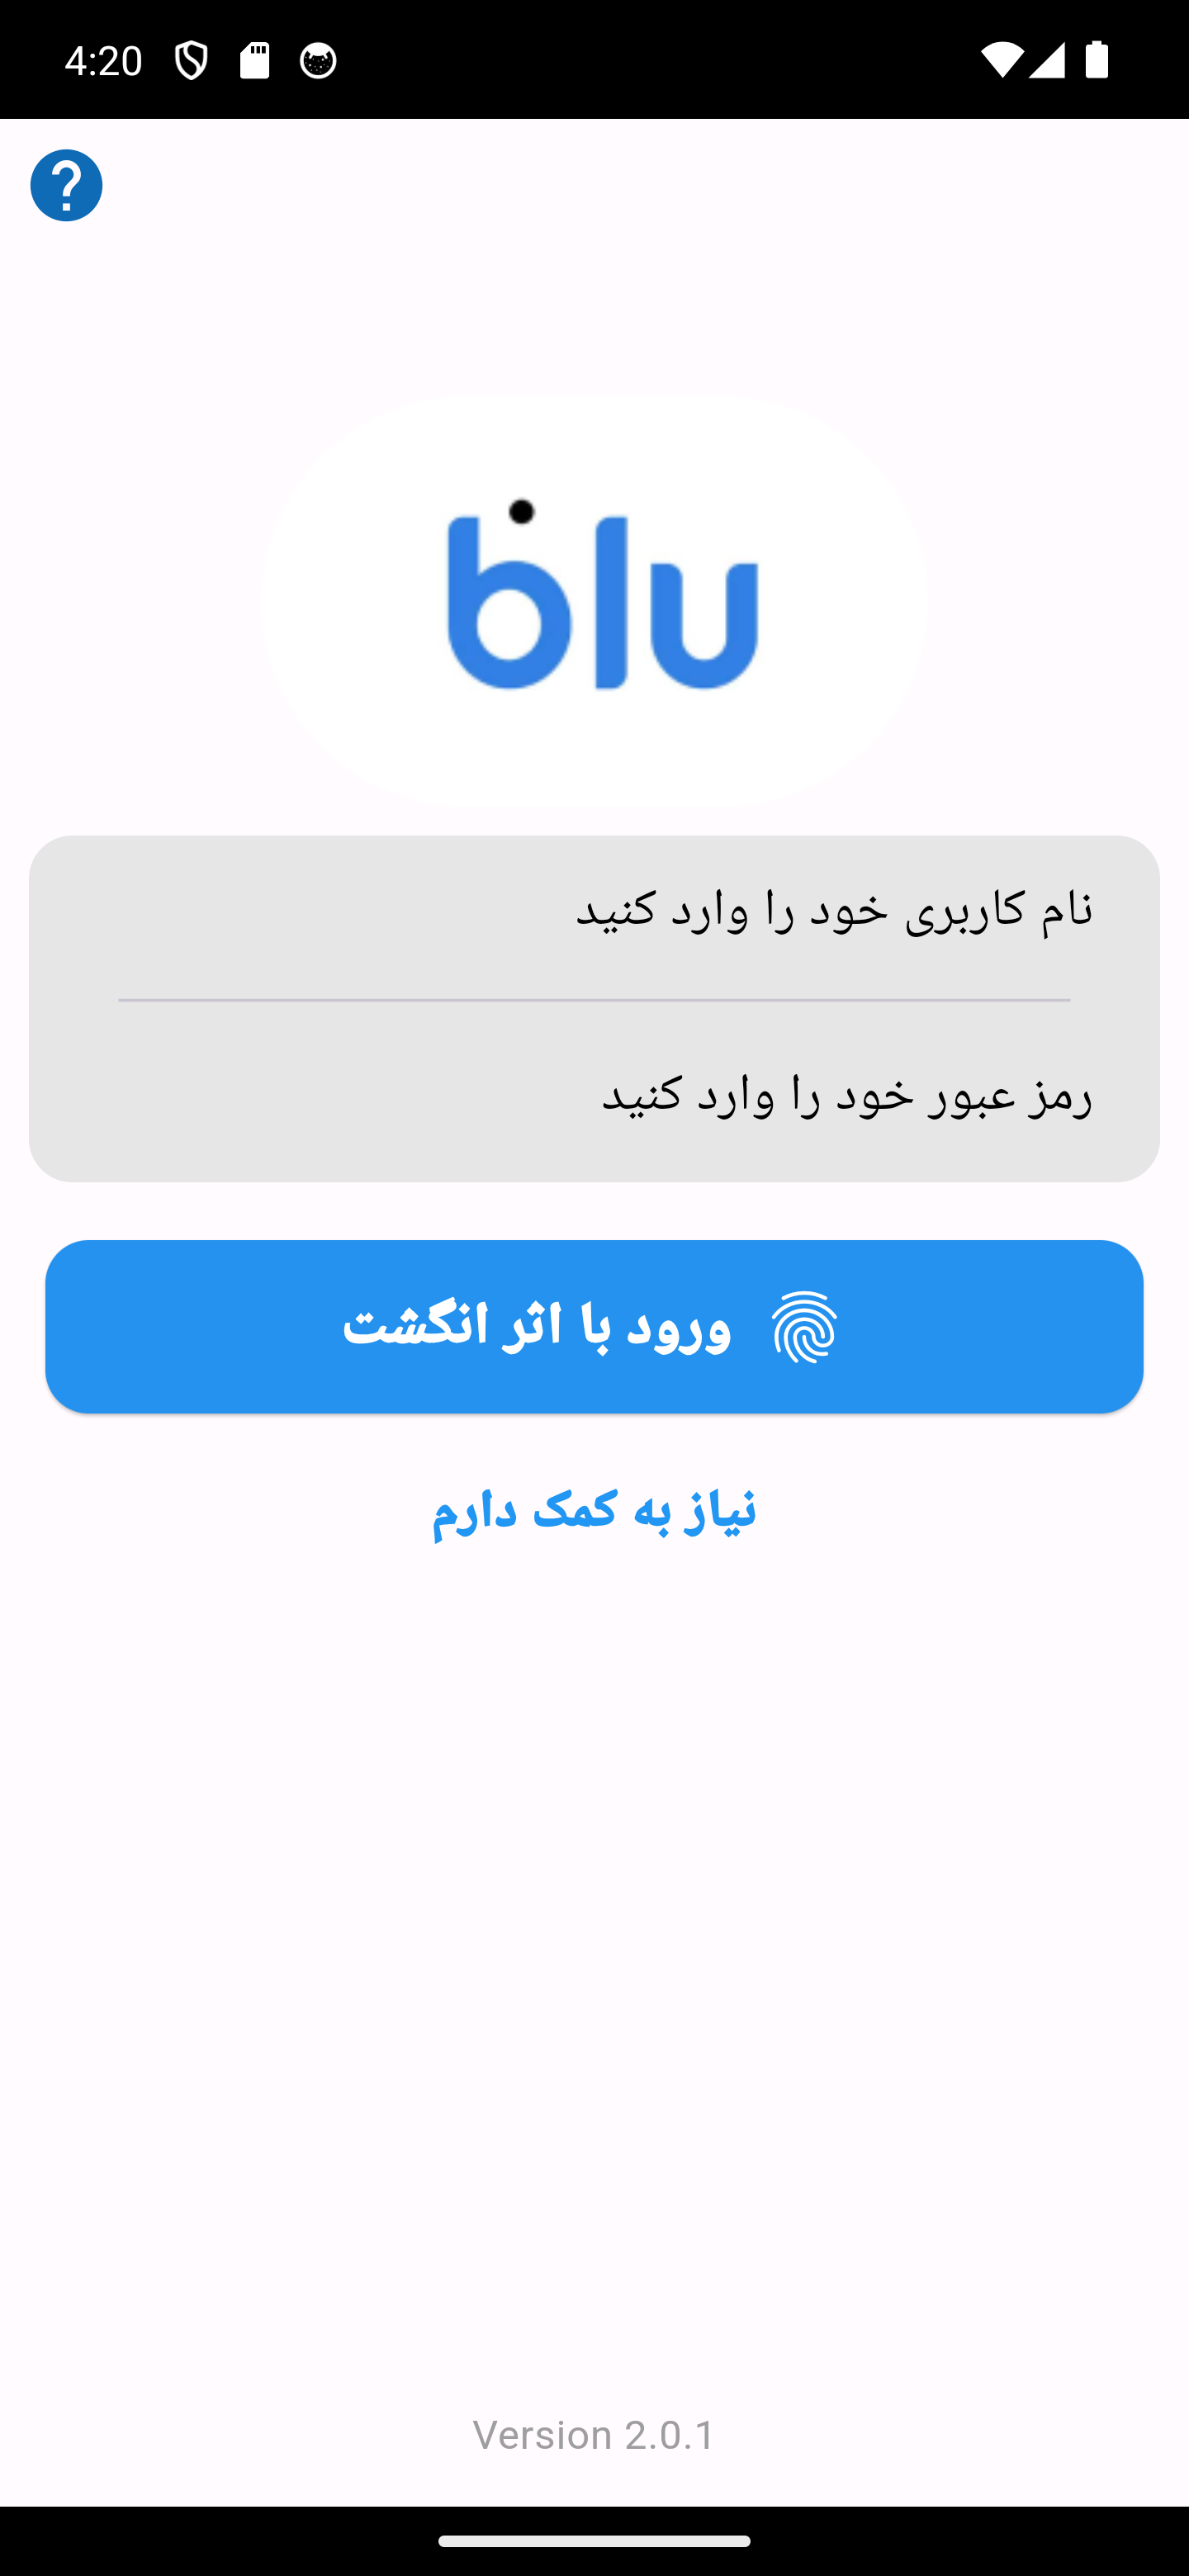 4:20
?
blu
نام کاربری خود را وارد کنید
رمز عبور خود را وارد کنید
ورود با اثر انگشت
نیاز به کمک دارم
Version 2.0.1